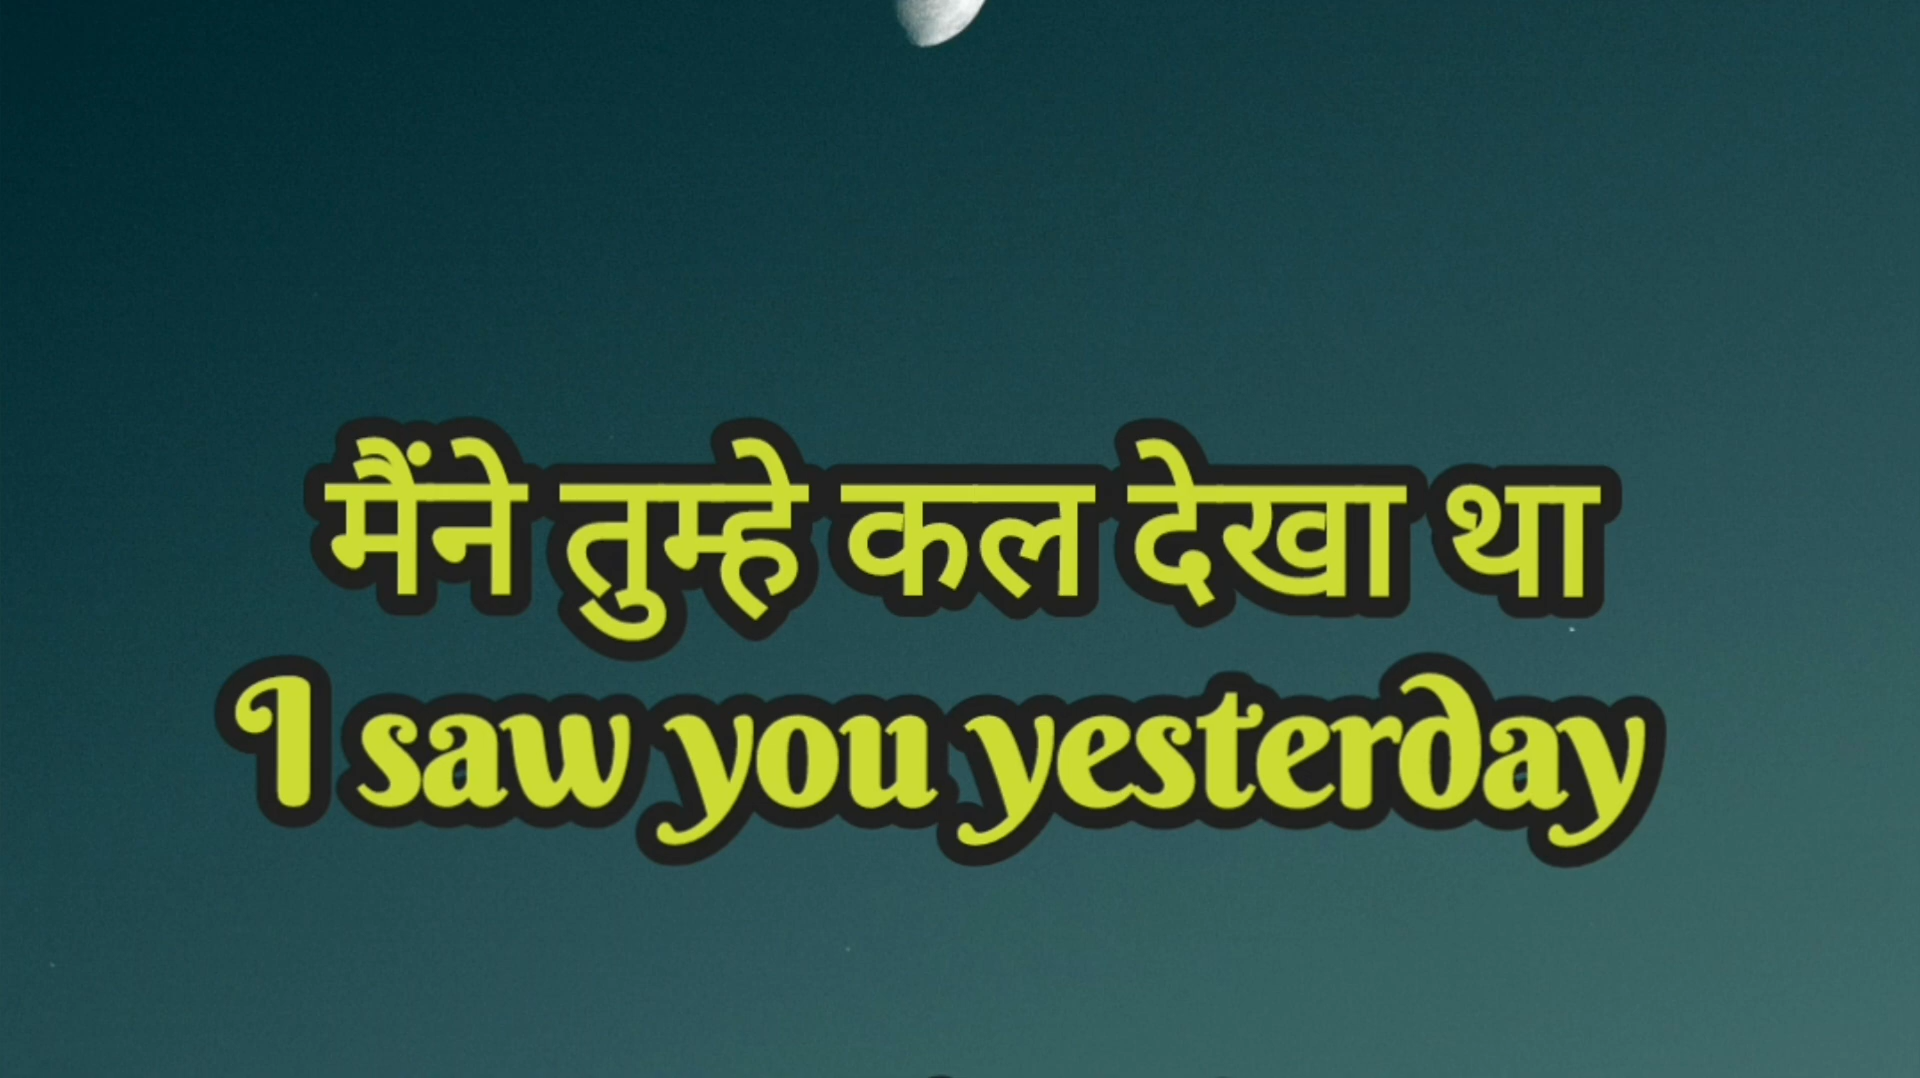 मैंने तुम्हे कल देखा था
I saw you yesterday